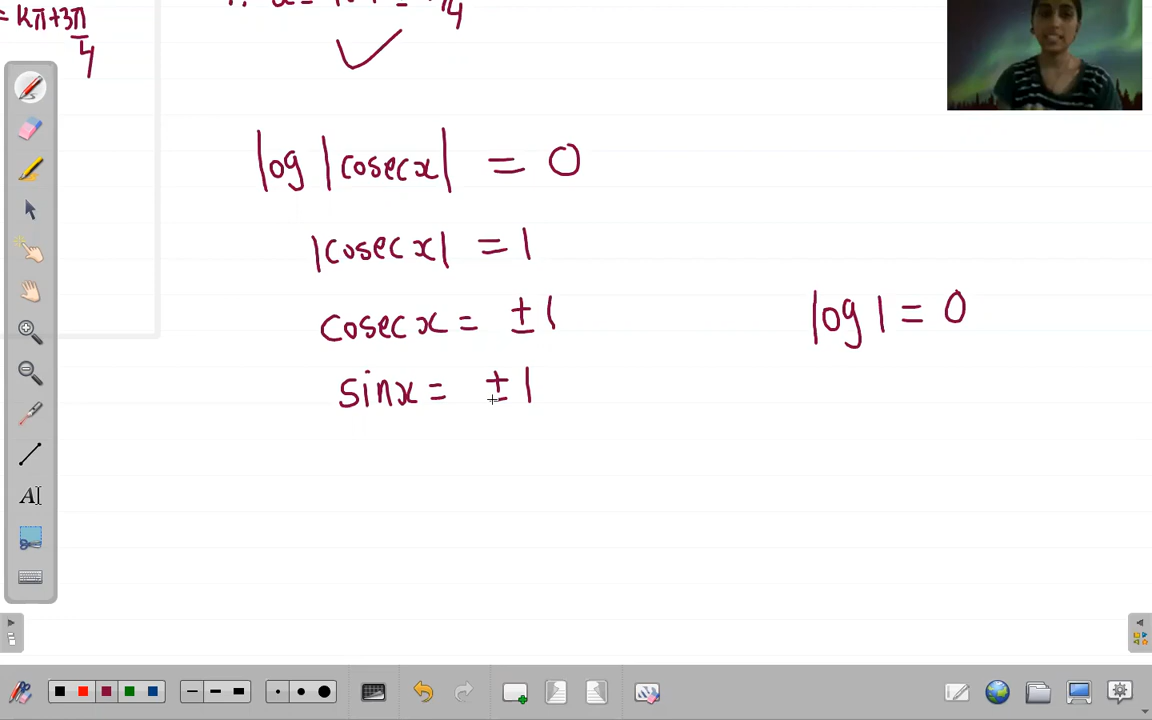 = kπ+3π/4
log |cosec x| = 0
|cosec x| = 1
cosec x = ±1
log 1 = 0
sin x = ±1
A